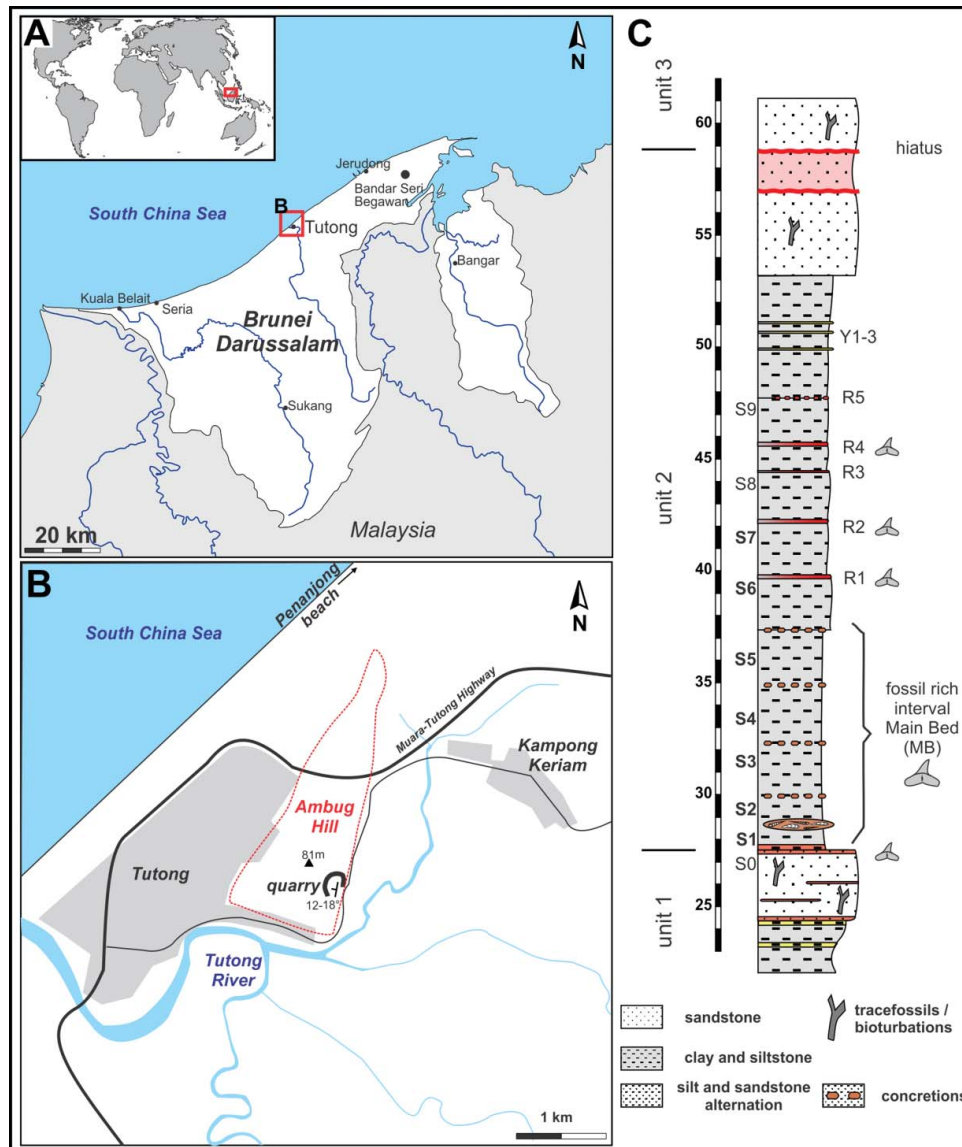 A
N
South China Sea
Jerudong
Bandar Seri
Begawan
B
Tutong
Bangar
Kuala Belait
Seria
Brunei
Darussalam
Sukang
Malaysia
20 km
B
N
South China Sea
Penanjong
beach
Muara-Tutong Highway
Kampong
Keriam
Ambug
Hill
81m
Tutong
quarry
12-18°
Tutong
River
1 km
C
unit 3
60
hiatus
55
Y1-3
50
R5
S9
R4
45
R3
S8
unit 2
R2
S7
40
R1
S6
S5
35
fossil rich
interval
Main Bed
(MB)
S4
S3
30
S2
S1
S0
unit 1
25
sandstone
tracefossils /
bioturbations
clay and siltstone
silt and sandstone
alternation
concretions